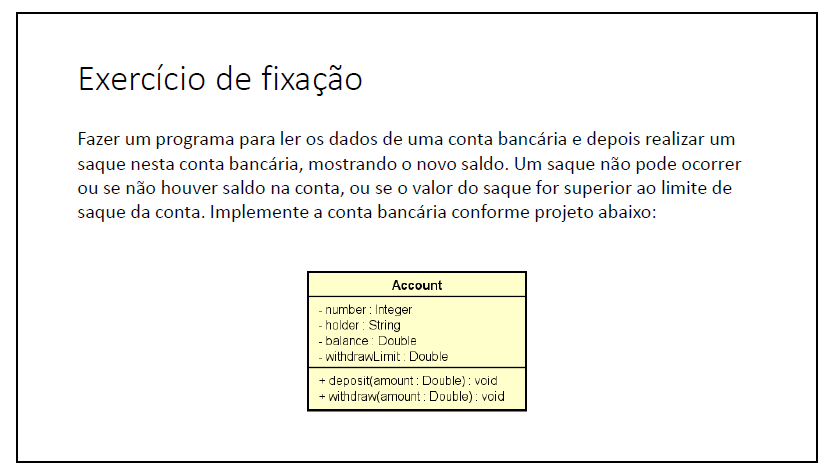 Exercício de fixação
Fazer um programa para ler os dados de uma conta bancária e depois realizar um
saque nesta conta bancária, mostrando o novo saldo. Um saque não pode ocorrer
ou se não houver saldo na conta, ou se o valor do saque for superior ao limite de
saque da conta. Implemente a conta bancária conforme projeto abaixo:
Account
- number : Integer
- holder : String
- balance : Double
- withdrawLimit : Double
+ deposit(amount : Double) : void
+ withdraw(amount : Double) : void